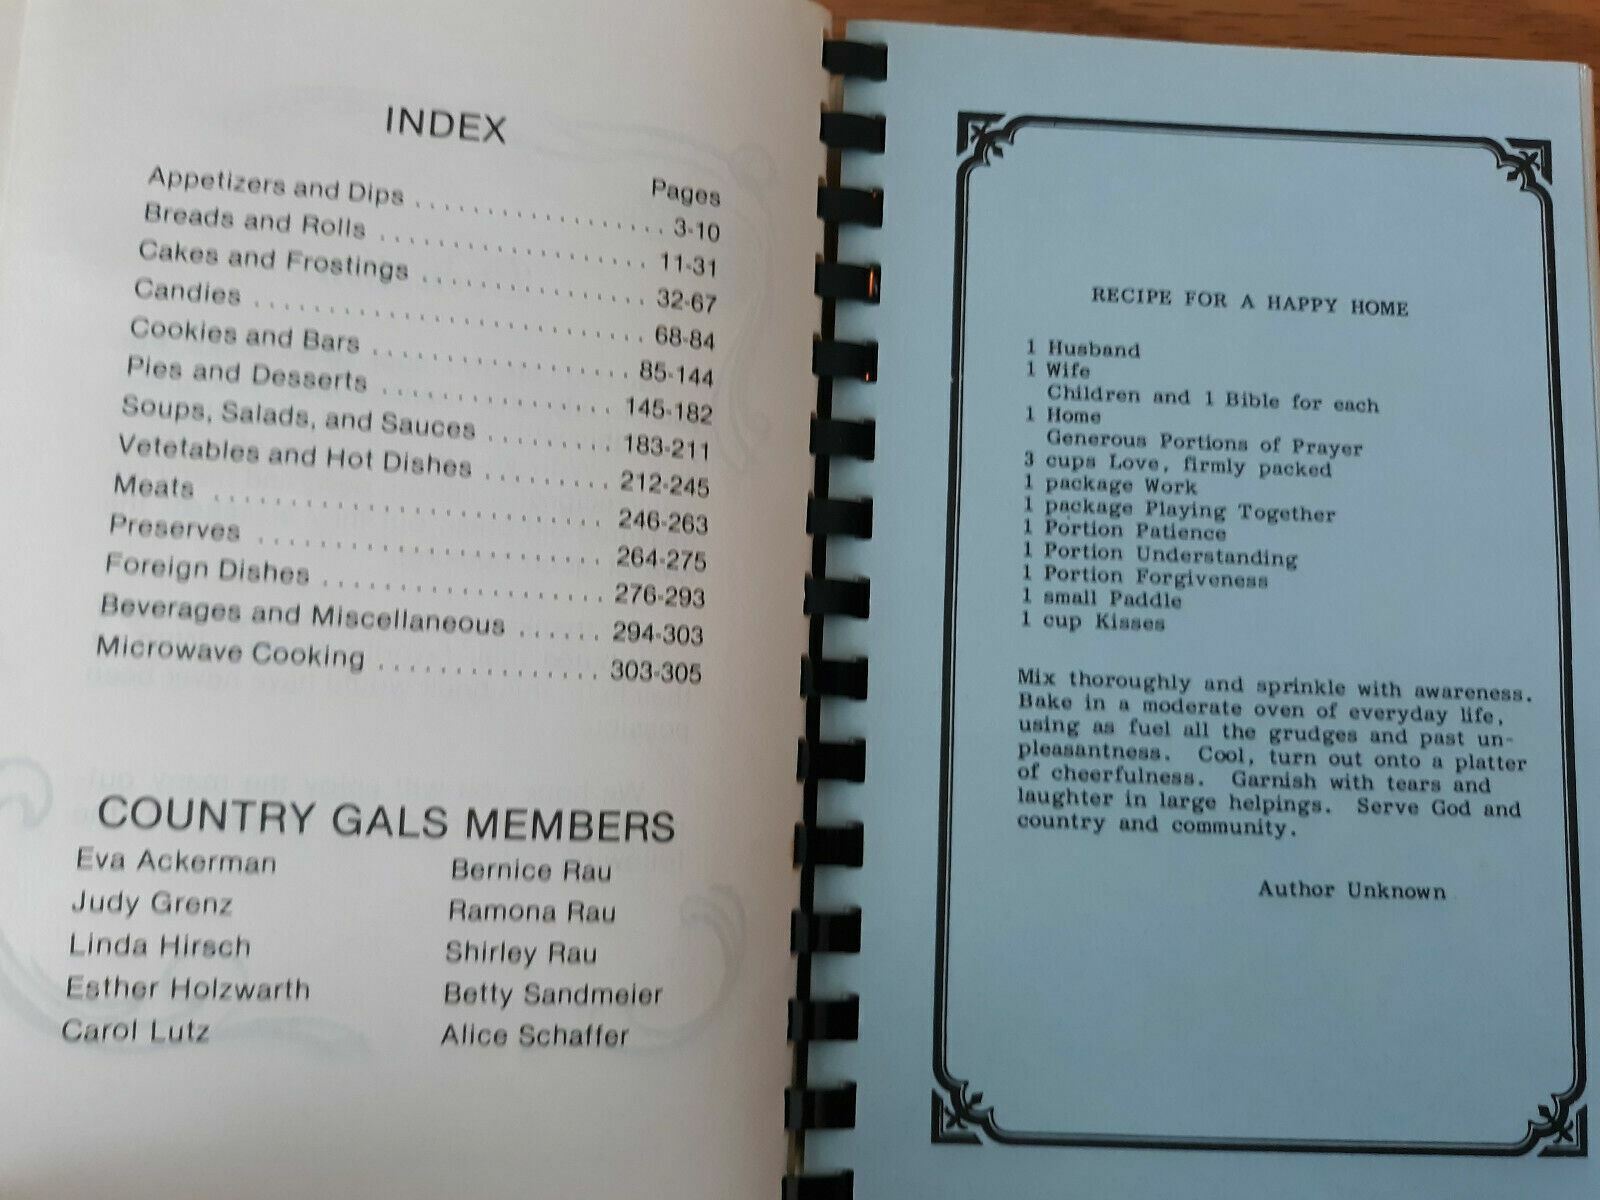 INDEX
Pages
Appetizers and Dips . . . . . . . . . . . . . . . . . . . . . 3-10
Breads and Rolls . . . . . . . . . . . . . . . . . . . . . . 11-31
Cakes and Frostings . . . . . . . . . . . . . . . . . . . 32-67
Candies . . . . . . . . . . . . . . . . . . . . . . . . . . . . . 68-84
Cookies and Bars . . . . . . . . . . . . . . . . . . . . . 85-144
Pies and Desserts . . . . . . . . . . . . . . . . . . . 145-182
Soups, Salads, and Sauces . . . . . . . . . 183-211
Vetetables and Hot Dishes . . . . . . . . . 212-245
Meats . . . . . . . . . . . . . . . . . . . . . . . . . . . . 246-263
Preserves . . . . . . . . . . . . . . . . . . . . . . . . 264-275
Foreign Dishes . . . . . . . . . . . . . . . . . . . . 276-293
Beverages and Miscellaneous . . . . . . 294-303
Microwave Cooking . . . . . . . . . . . . . . . 303-305
COUNTRY GALS MEMBERS
Eva Ackerman Bernice Rau
Judy Grenz Ramona Rau
Linda Hirsch Shirley Rau
Esther Holzwarth Betty Sandmeier
Carol Lutz Alice Schaffer
RECIPE FOR A HAPPY HOME
1 Husband
1 Wife
Children and 1 Bible for each
1 Home
Generous Portions of Prayer
3 cups Love, firmly packed
1 package Work
1 package Playing Together
1 Portion Patience
1 Portion Understanding
1 Portion Forgiveness
1 small Paddle
1 cup Kisses
Mix thoroughly and sprinkle with awareness.
Bake in a moderate oven of everyday life,
using as fuel all the grudges and past un-
pleasantness. Cool, turn out onto a platter
of cheerfulness. Garnish with tears and
laughter in large helpings. Serve God and
country and community.
Author Unknown